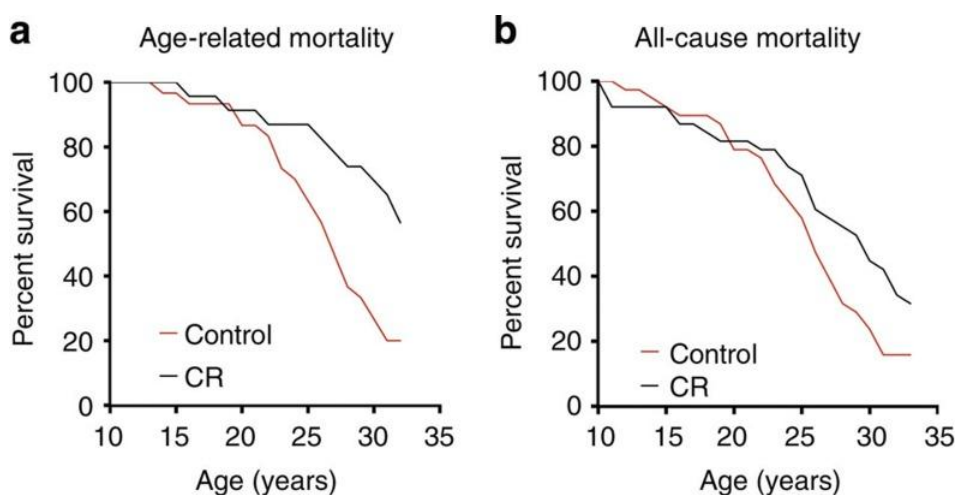 a Age-related mortality
100
80
60
40
20
0
Percent survival
Control
CR
10 15 20 25 30 35
Age (years)
b All-cause mortality
100
80
60
40
20
0
Percent survival
Control
CR
10 15 20 25 30 35
Age (years)